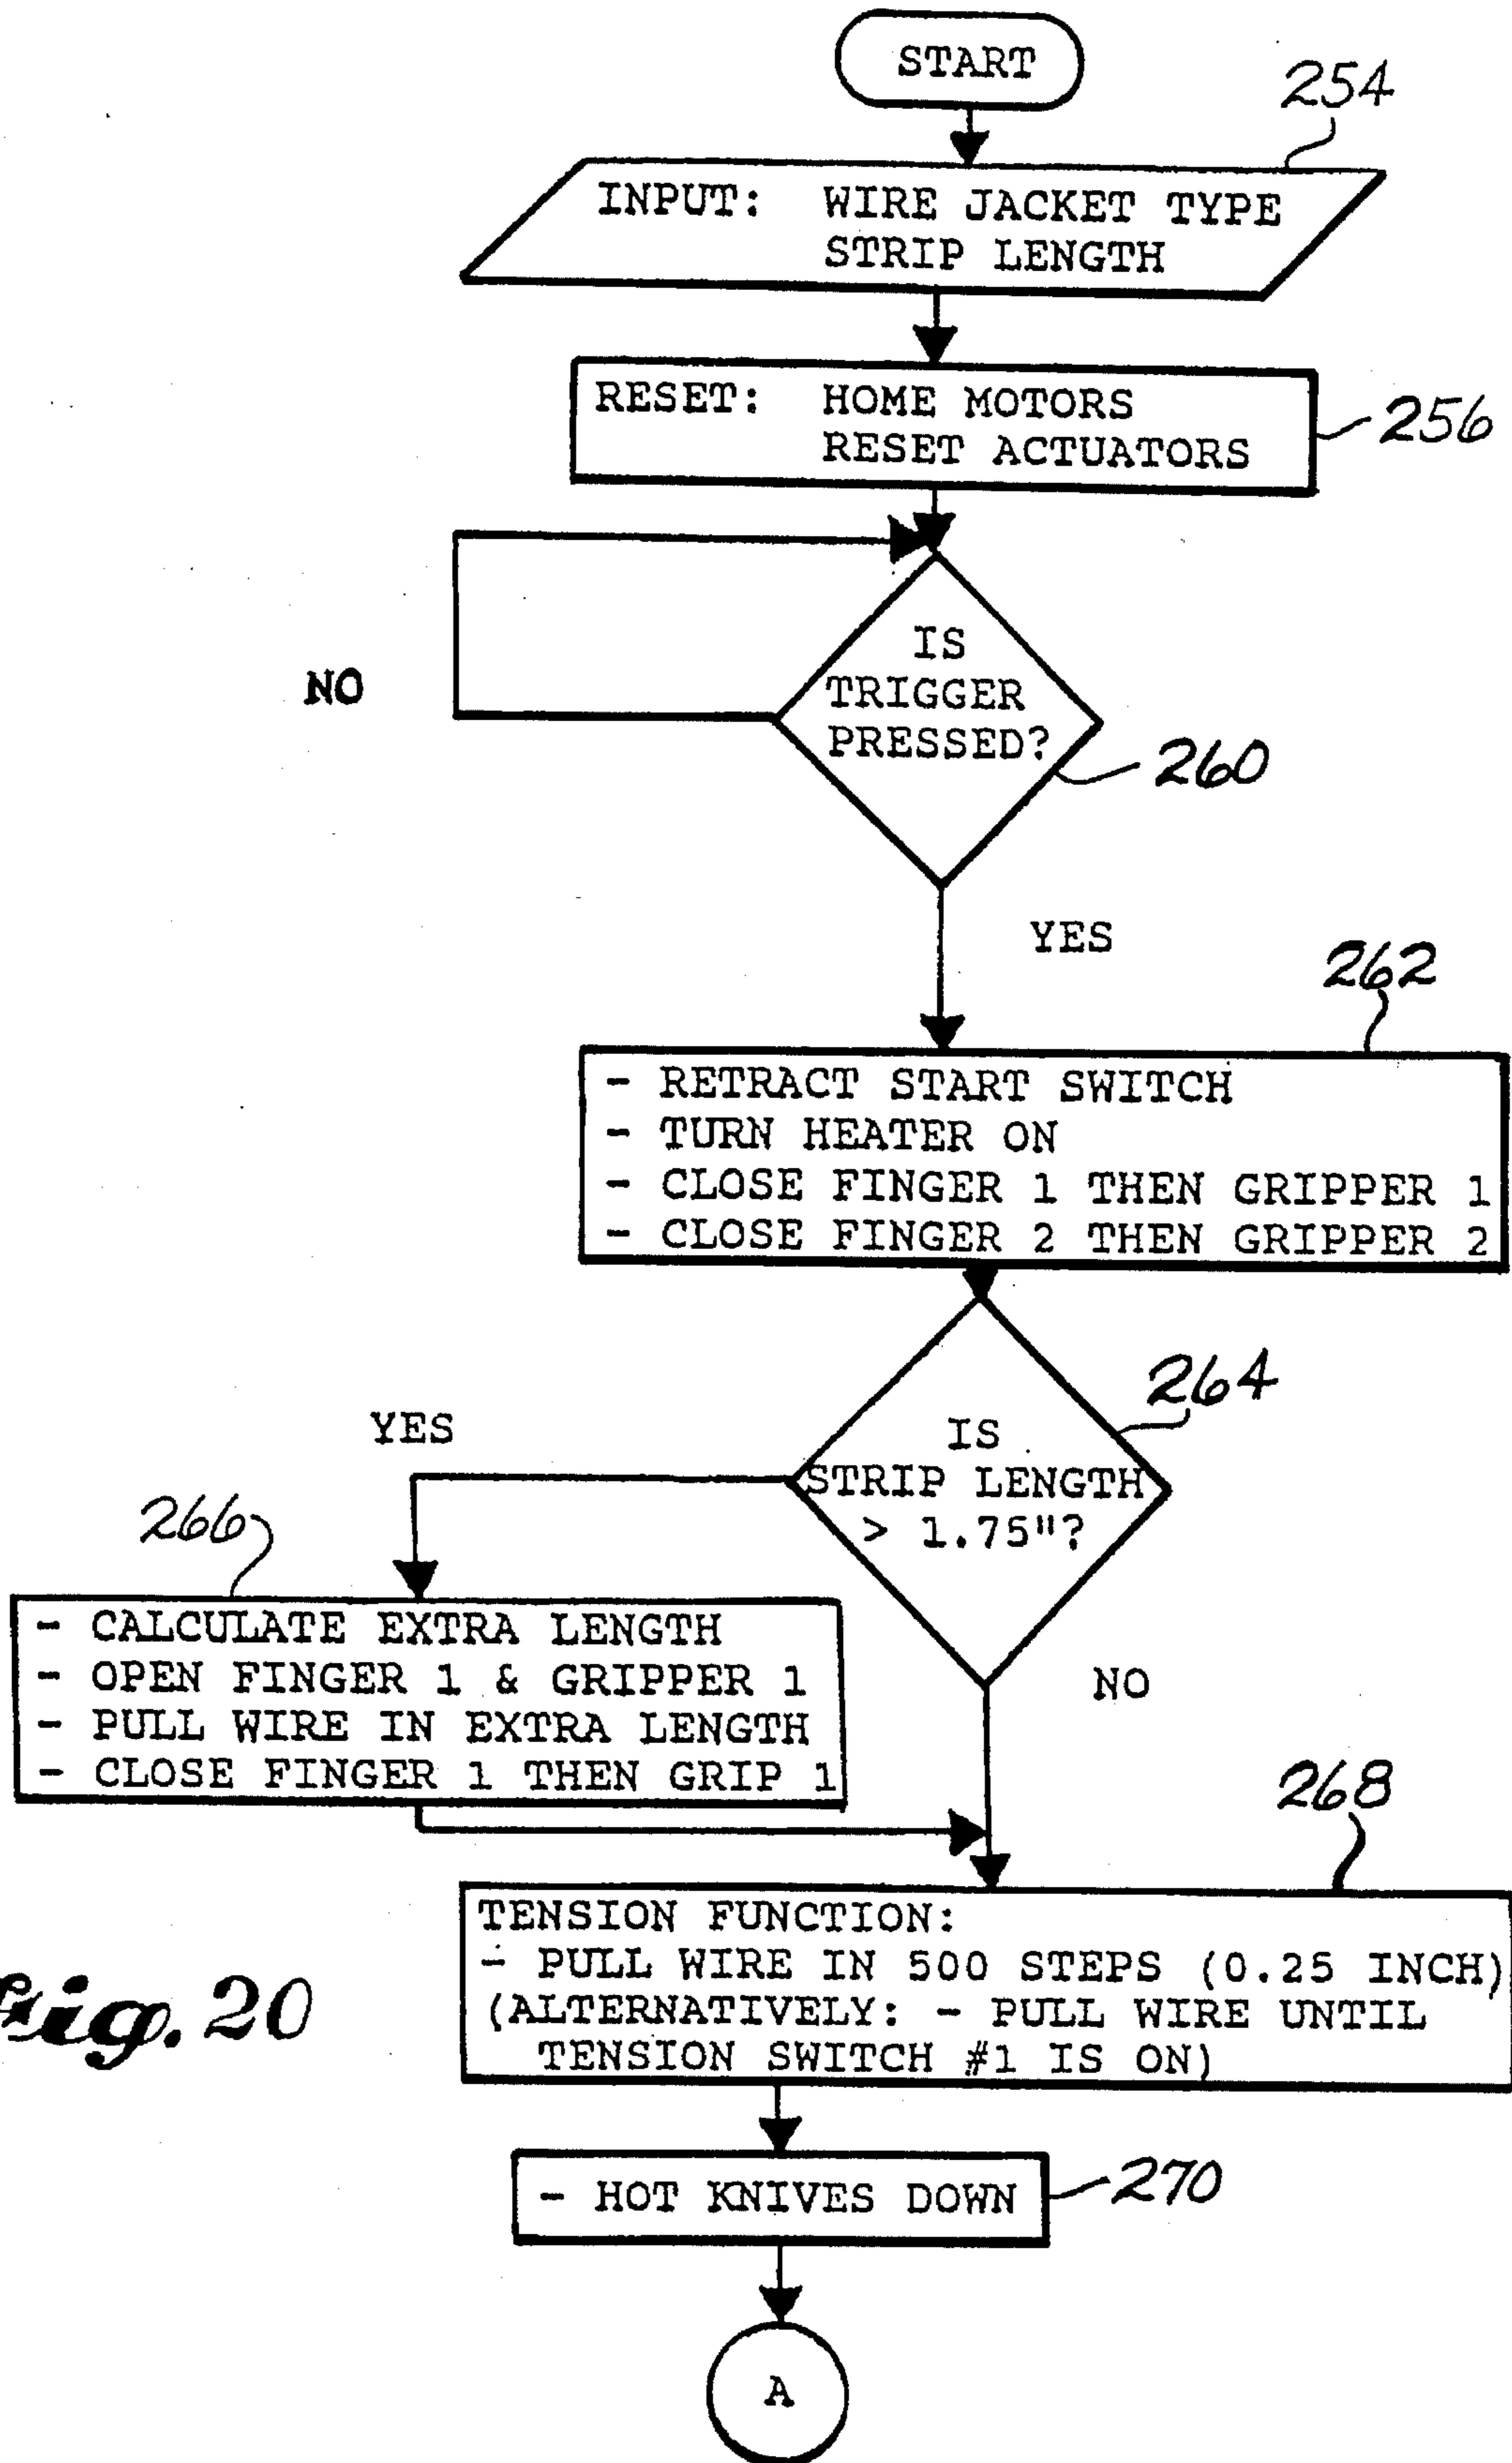 START
254
INPUT: WIRE JACKET TYPE
STRIP LENGTH
RESET: HOME MOTORS
RESET ACTUATORS
256
IS
TRIGGER
PRESSED?
NO
260
YES
262
- RETRACT START SWITCH
- TURN HEATER ON
- CLOSE FINGER 1 THEN GRIPPER 1
- CLOSE FINGER 2 THEN GRIPPER 2
264
IS
STRIP LENGTH
> 1.75"?
YES
266
- CALCULATE EXTRA LENGTH
- OPEN FINGER 1 & GRIPPER 1
- PULL WIRE IN EXTRA LENGTH
- CLOSE FINGER 1 THEN GRIP 1
NO
268
TENSION FUNCTION:
- PULL WIRE IN 500 STEPS (0.25 INCH)
(ALTERNATIVELY: - PULL WIRE UNTIL
TENSION SWITCH #1 IS ON)
Fig. 20
- HOT KNIVES DOWN
270
A